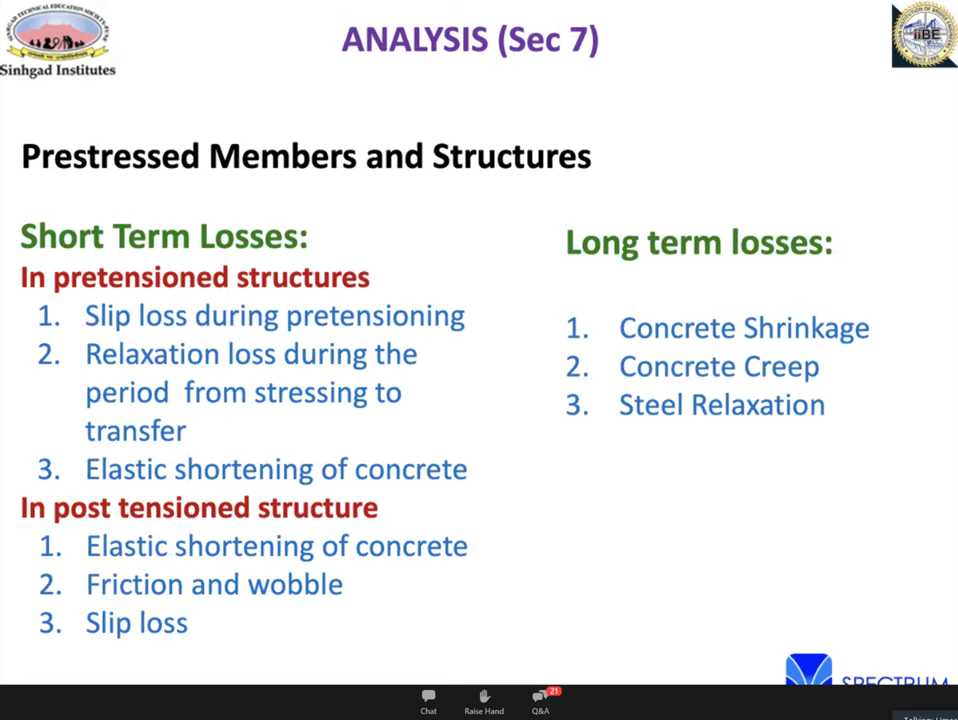 Sinhgad Institutes
ANALYSIS (Sec 7)
iiBE
Prestressed Members and Structures
Short Term Losses:
In pretensioned structures
1. Slip loss during pretensioning
2. Relaxation loss during the
period from stressing to
transfer
3. Elastic shortening of concrete
In post tensioned structure
1. Elastic shortening of concrete
2. Friction and wobble
3. Slip loss
Long term losses:
1. Concrete Shrinkage
2. Concrete Creep
3. Steel Relaxation
SPECTRUM
Chat
Raise Hand
21
Q&A
Talking: